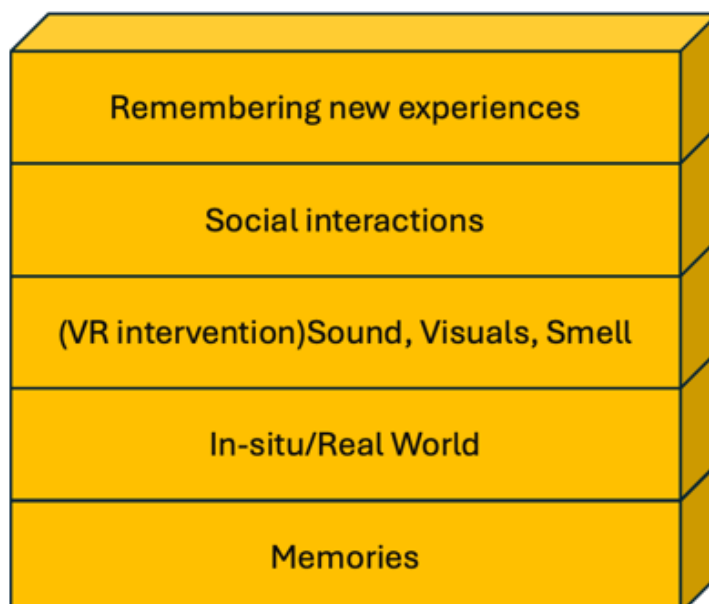 Remembering new experiences
Social interactions
(VR intervention)Sound, Visuals, Smell
In-situ/Real World
Memories